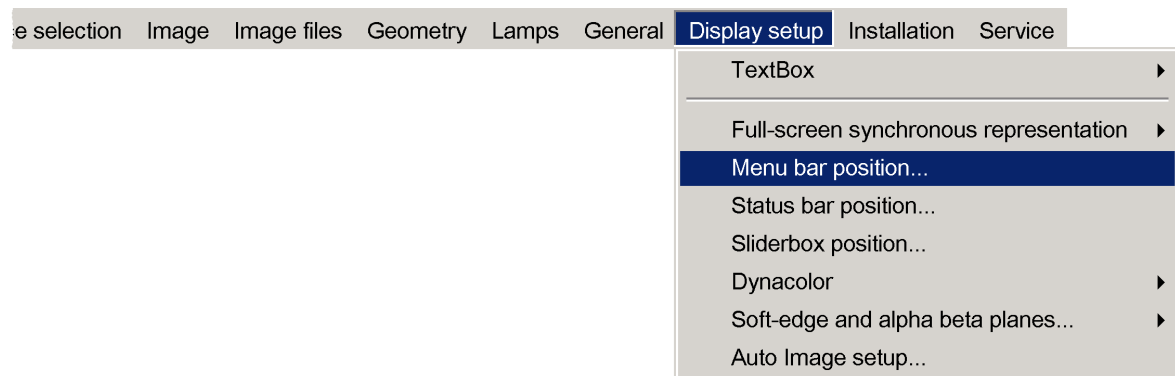 e selection Image Image files Geometry Lamps General Display setup Installation Service
TextBox
Full-screen synchronous representation
Menu bar position...
Status bar position...
Sliderbox position...
Dynacolor
Soft-edge and alpha beta planes...
Auto Image setup...